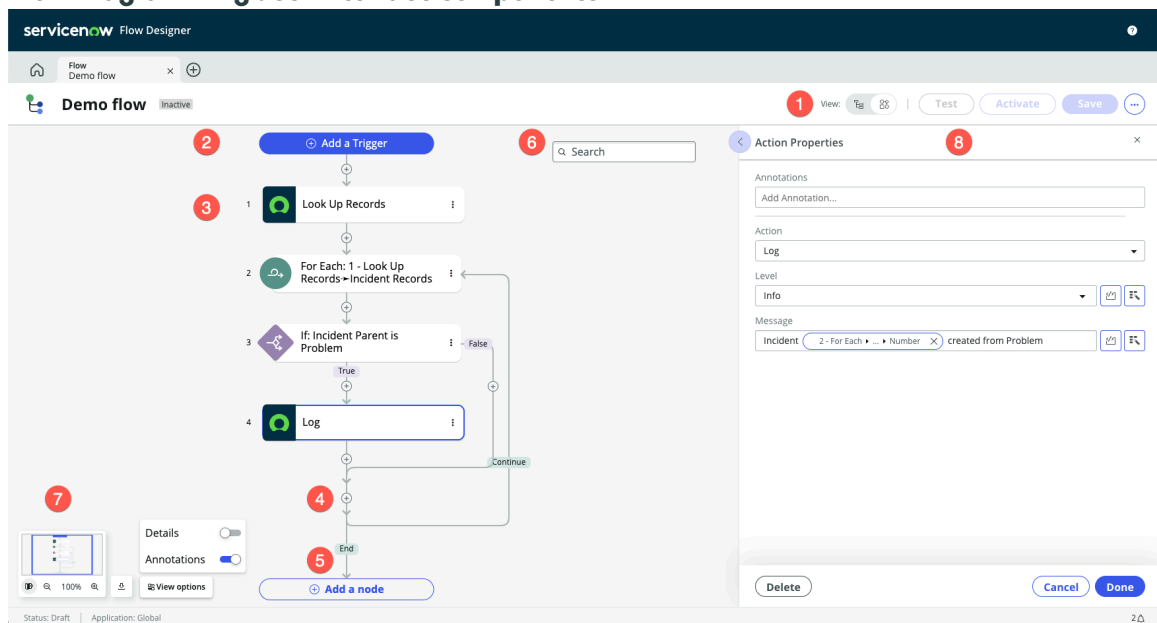 servicenow Flow Designer
Flow
Demo flow
Demo flow Inactive
1 View: Test Activate Save
2 Add a Trigger
6 Search
Action Properties 8
Annotations
Add Annotation...
3 1 Look Up Records
Action
Log
2 For Each: 1 - Look Up
Records➛Incident Records
Level
Info
Message
Incident 2 - For Each ▸ ... ▸ Number created from Problem
3 If: Incident Parent is
Problem
False
True
4 Log
Continue
7
4
Details
Annotations
End
5
100% View options
Add a node
Delete Cancel Done
Status: Draft Application: Global 2